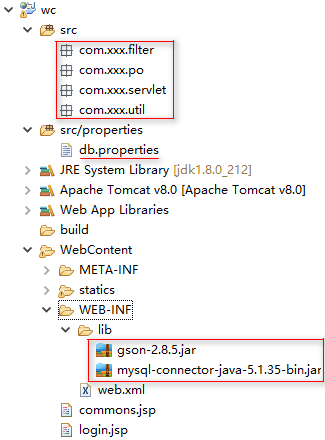 wc
src
com.xxx.filter
com.xxx.po
com.xxx.servlet
com.xxx.util
src/properties
db.properties
JRE System Library [jdk1.8.0_212]
Apache Tomcat v8.0 [Apache Tomcat v8.0]
Web App Libraries
build
WebContent
META-INF
statics
WEB-INF
lib
gson-2.8.5.jar
mysql-connector-java-5.1.35-bin.jar
web.xml
commons.jsp
login.jsp